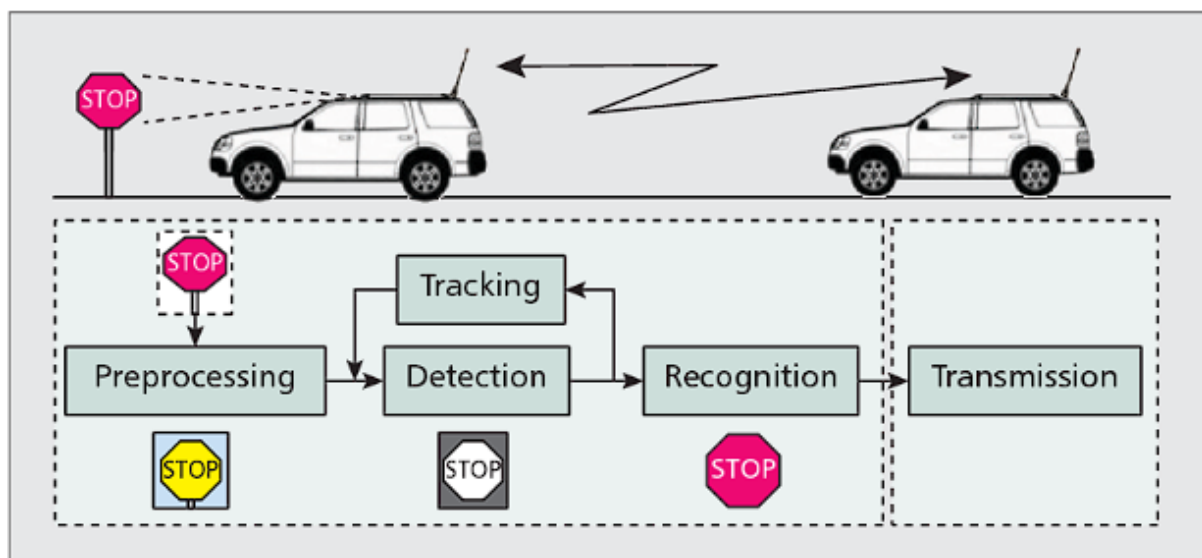 STOP
STOP
Tracking
Preprocessing
Detection
Recognition
Transmission
STOP
STOP
STOP